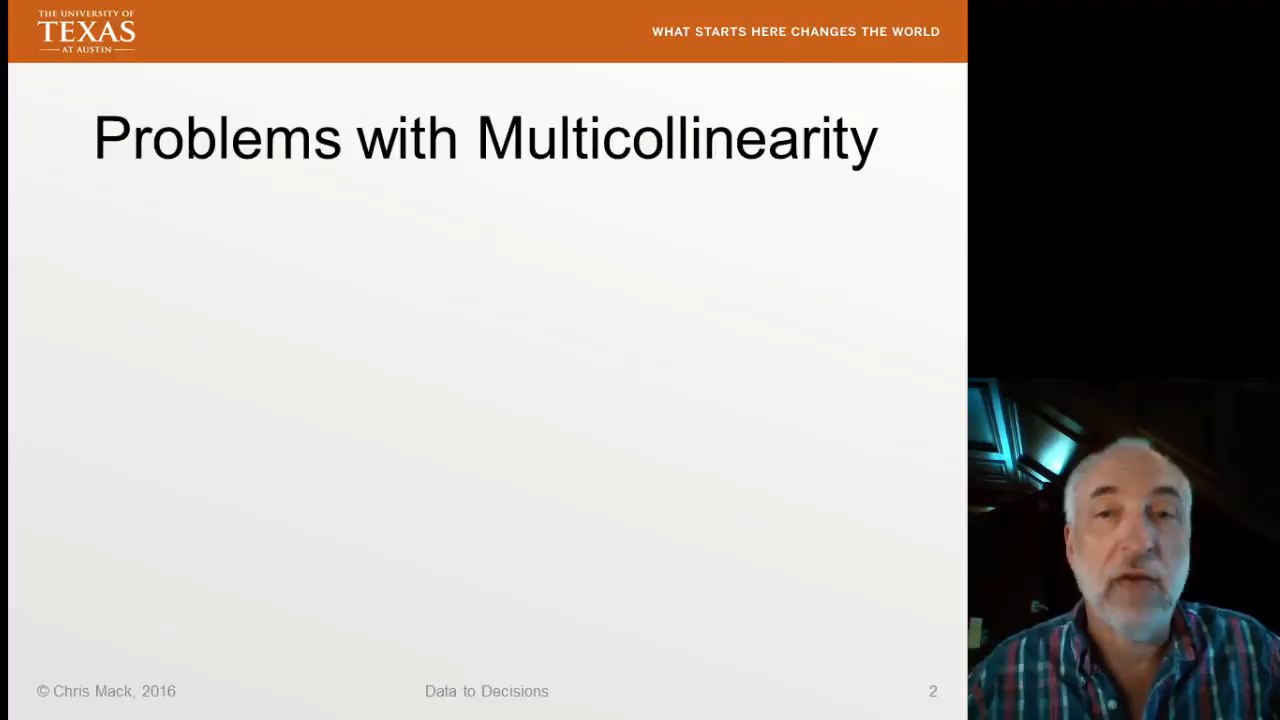 THE UNIVERSITY OF
TEXAS
AT AUSTIN
WHAT STARTS HERE CHANGES THE WORLD
Problems with Multicollinearity
© Chris Mack, 2016
Data to Decisions
2